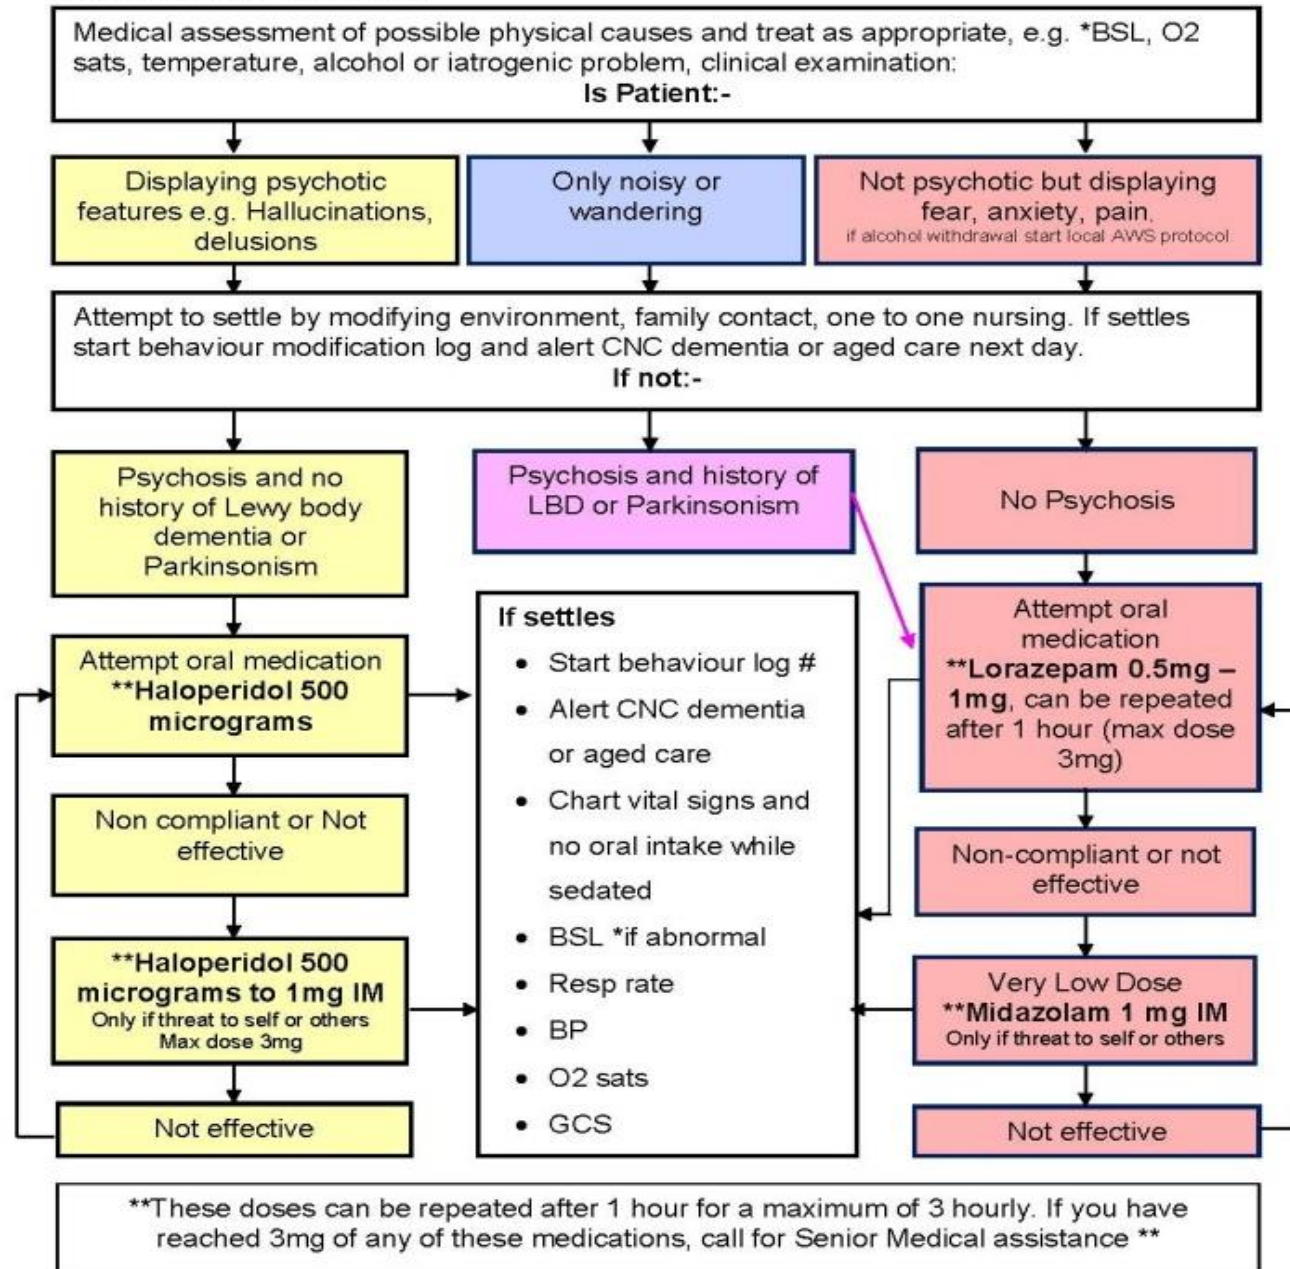 Medical assessment of possible physical causes and treat as appropriate, e.g. *BSL, O2
sats, temperature, alcohol or iatrogenic problem, clinical examination:
Is Patient:-
Displaying psychotic
features e.g. Hallucinations,
delusions
Only noisy or
wandering
Not psychotic but displaying
fear, anxiety, pain.
if alcohol withdrawal start local AWS protocol
Attempt to settle by modifying environment, family contact, one to one nursing. If settles
start behaviour modification log and alert CNC dementia or aged care next day.
If not:-
Psychosis and no
history of Lewy body
dementia or
Parkinsonism
Psychosis and history of
LBD or Parkinsonism
No Psychosis
Attempt oral medication
**Haloperidol 500
micrograms
Non compliant or Not
effective
**Haloperidol 500
micrograms to 1mg IM
Only if threat to self or others
Max dose 3mg
Not effective
If settles
• Start behaviour log #
• Alert CNC dementia
or aged care
• Chart vital signs and
no oral intake while
sedated
• BSL *if abnormal
• Resp rate
• BP
• O2 sats
• GCS
Attempt oral
medication
**Lorazepam 0.5mg –
1mg, can be repeated
after 1 hour (max dose
3mg)
Non-compliant or not
effective
Very Low Dose
**Midazolam 1 mg IM
Only if threat to self or others
Not effective
**These doses can be repeated after 1 hour for a maximum of 3 hourly. If you have
reached 3mg of any of these medications, call for Senior Medical assistance **